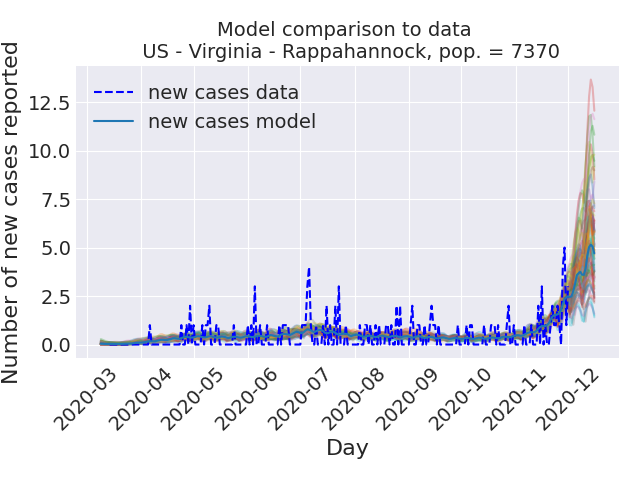 Model comparison to data
US - Virginia - Rappahannock, pop. = 7370
Number of new cases reported
12.5
10.0
7.5
5.0
2.5
0.0
new cases data
new cases model
2020-03
2020-04
2020-05
2020-06
2020-07
2020-08
2020-09
2020-10
2020-11
2020-12
Day